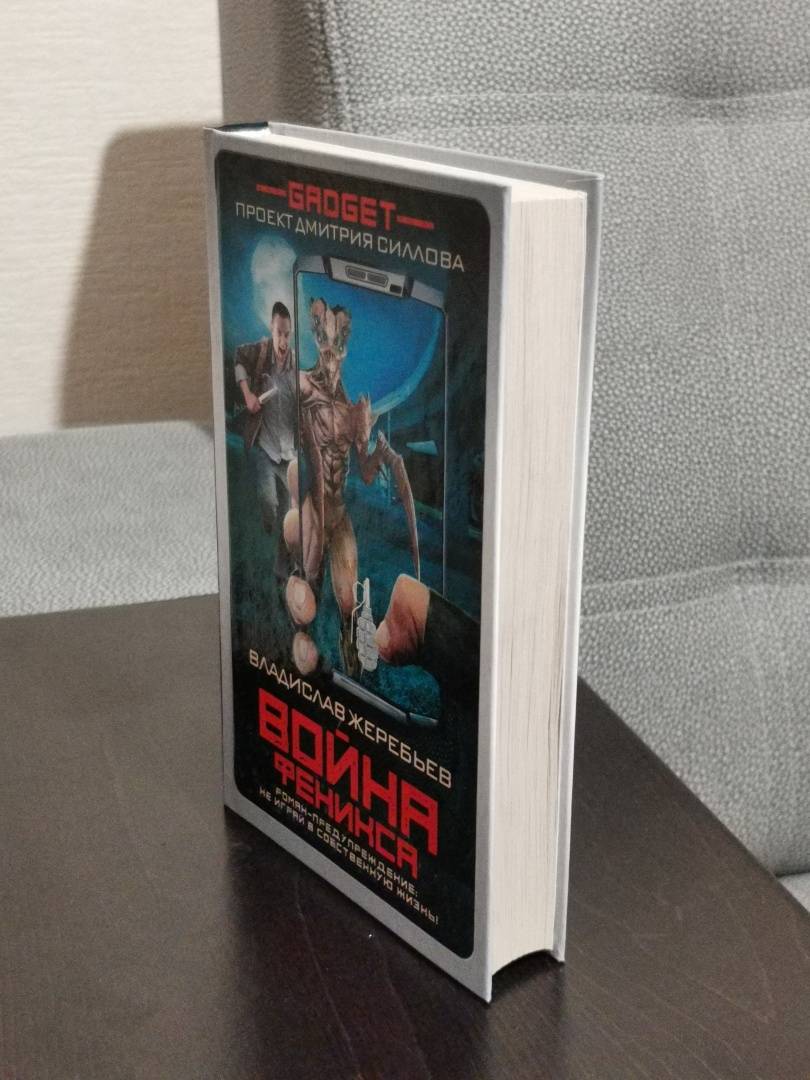 GADGET
ПРОЕКТ ДМИТРИЯ СИЛЛОВА
ВЛАДИСЛАВ ЖЕРЕБЬЕВ
ВОЙНА
ФЕНИКСА
РОМАН-ПРЕДУПРЕЖДЕНИЕ:
НЕ ИГРАЙ В СОБСТВЕННУЮ ЖИЗНЬ!